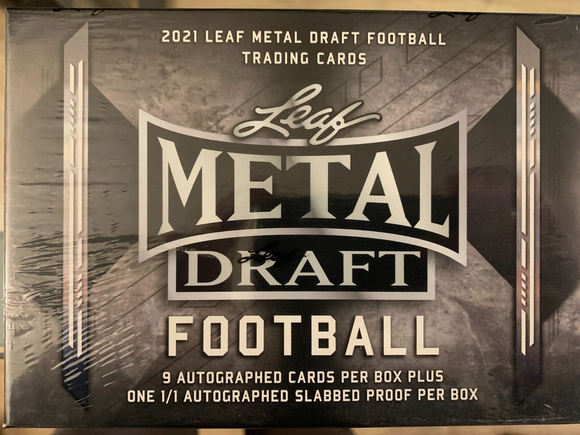 2021 LEAF METAL DRAFT FOOTBALL
TRADING CARDS
Leaf
METAL
DRAFT
FOOTBALL
9 AUTOGRAPHED CARDS PER BOX PLUS
ONE 1/1 AUTOGRAPHED SLABBED PROOF PER BOX